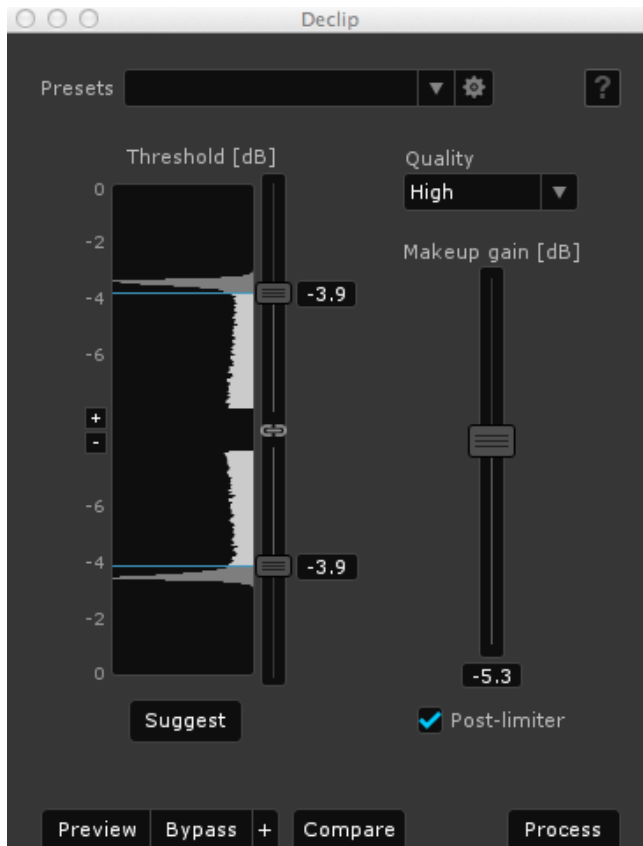 Declip
Presets
?
Threshold [dB]
Quality
High
Makeup gain [dB]
0
-2
-4
-6
-3.9
+
-
-6
-4
-2
0
-3.9
-5.3
Suggest
Post-limiter
Preview Bypass + Compare Process